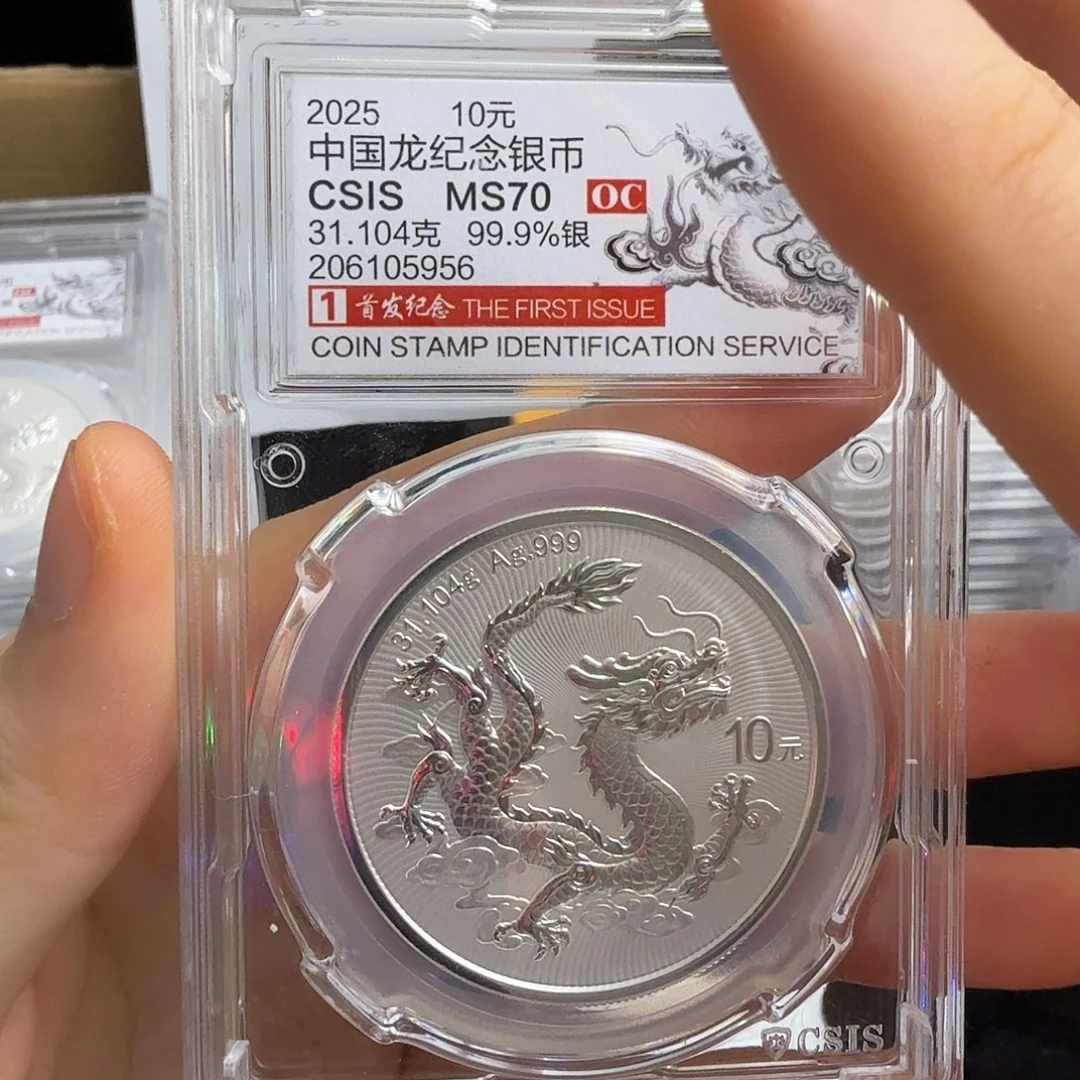 2025 10元
中国龙纪念银币
CSIS MS70 OC
31.104克 99.9%银
206105956
1 首发纪念 THE FIRST ISSUE
COIN STAMP IDENTIFICATION SERVICE
31.104g Ag.999
10元
CSIS